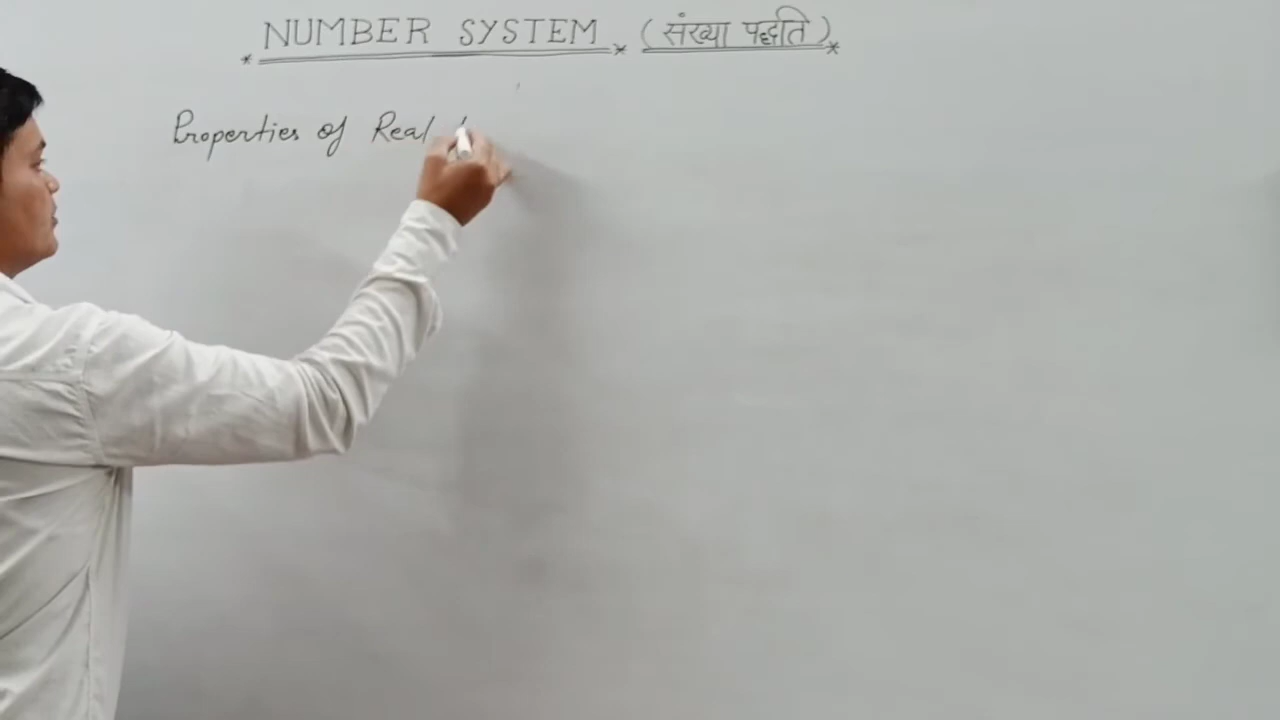 * NUMBER SYSTEM * (संख्या पद्धति) *
Properties of Real